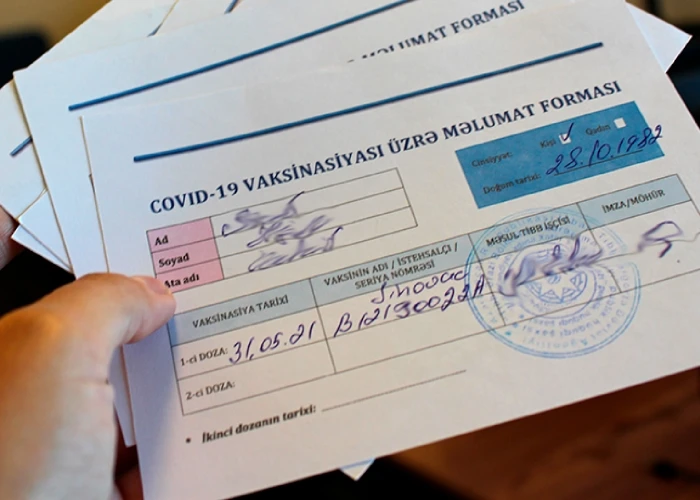 MƏLUMAT FORMASI
COVID-19 VAKSİNASİYASI ÜZRƏ MƏLUMAT FORMASI
Cinsiyyət: Kişi ✓ Qadın
Doğum tarixi: 28.10.1982
Ad
Soyad
Ata adı
VAKSİNASİYA TARİXİ
VAKSİNİN ADI / İSTEHSALÇI /
SERİYA NÖMRƏSİ
MƏSUL TİBB İŞÇİSİ
İMZA/MÖHÜR
1-ci DOZA: 31.05.21
Sinovac
B12130022A
2-ci DOZA:
• İkinci dozanın tarixi: